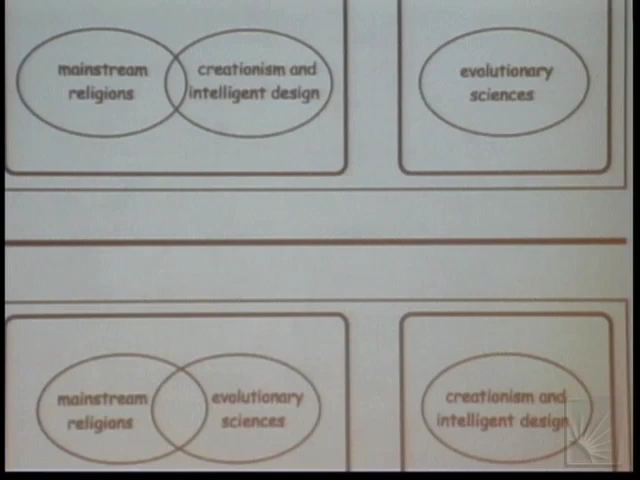 mainstream
religions
creationism and
intelligent design
evolutionary
sciences
mainstream
religions
evolutionary
sciences
creationism and
intelligent design